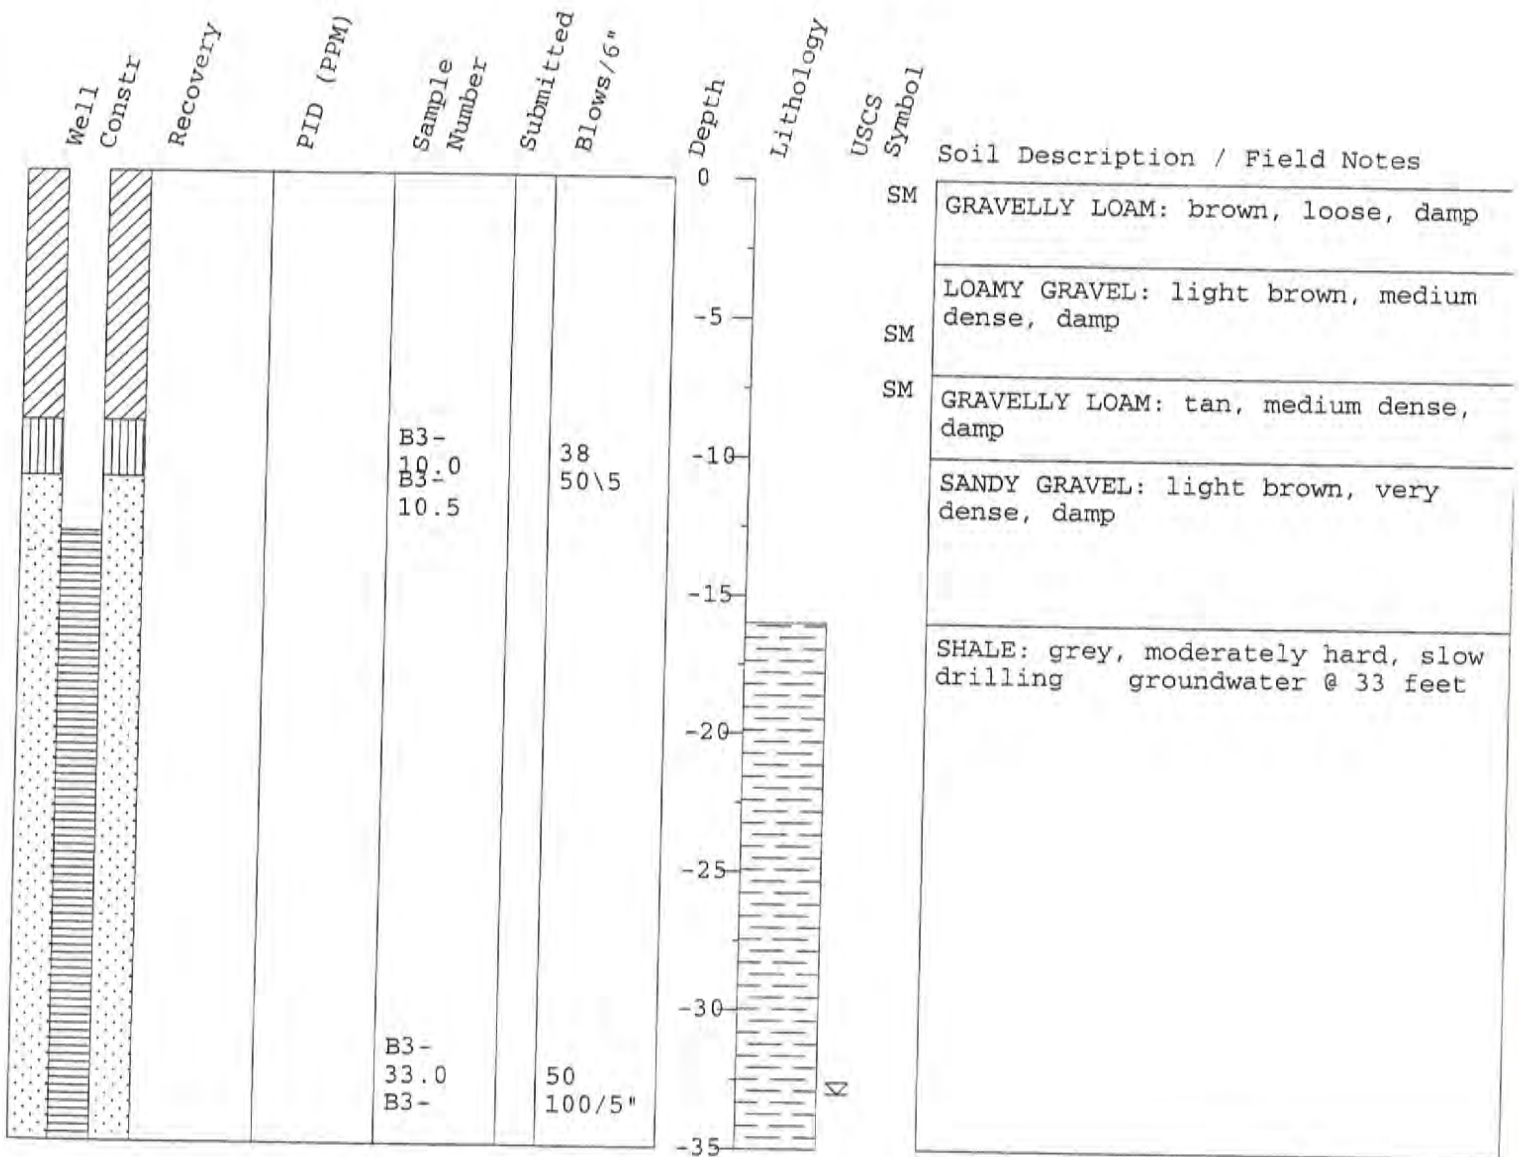 Well
Constr
Recovery
PID (PPM)
Sample
Number
Submitted
Blows/6"
Depth
Lithology
USCS
Symbol
Soil Description / Field Notes
0
SM
GRAVELLY LOAM: brown, loose, damp
LOAMY GRAVEL: light brown, medium
dense, damp
-5
SM
SM
GRAVELLY LOAM: tan, medium dense,
damp
B3-
10.0
38
-10
B3-
50\5
10.5
SANDY GRAVEL: light brown, very
dense, damp
-15
SHALE: grey, moderately hard, slow
drilling groundwater @ 33 feet
-20
-25
-30
B3-
33.0
50
B3-
100/5"
-35